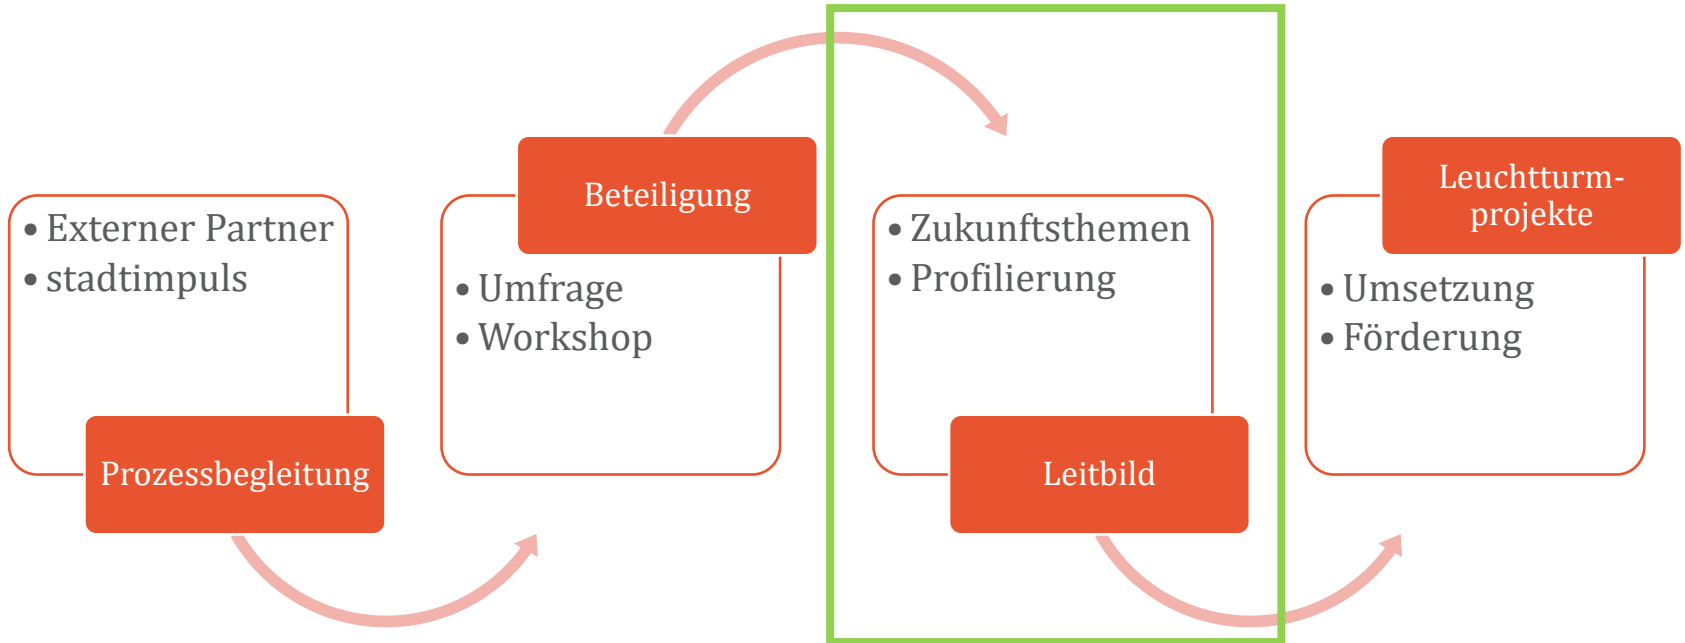 • Externer Partner
• stadtimpuls
Prozessbegleitung
Beteiligung
• Umfrage
• Workshop
• Zukunftsthemen
• Profilierung
Leitbild
Leuchtturm-
projekte
• Umsetzung
• Förderung